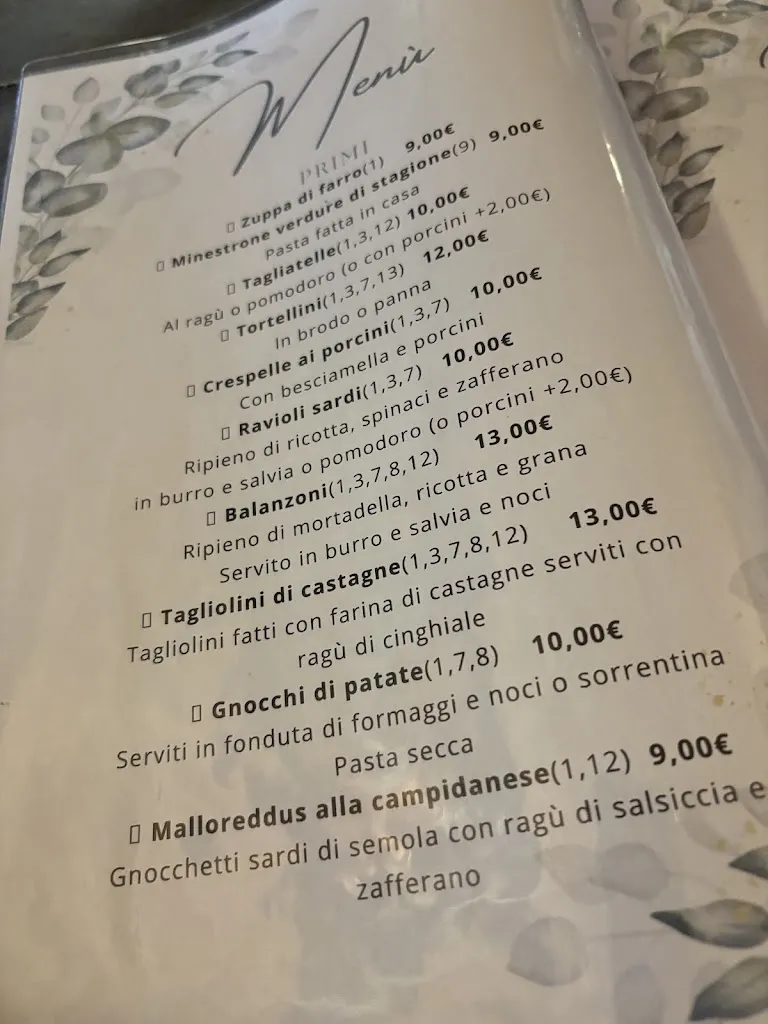 Menù
PRIMI
▯ Zuppa di farro(1) 9,00€
▯ Minestrone verdure di stagione(9) 9,00€
Pasta fatta in casa
▯ Tagliatelle(1,3,12) 10,00€
Al ragù o pomodoro (o con porcini +2,00€)
▯ Tortellini(1,3,7,13) 12,00€
In brodo o panna
▯ Crespelle ai porcini(1,3,7) 10,00€
Con besciamella e porcini
▯ Ravioli sardi(1,3,7) 10,00€
Ripieno di ricotta, spinaci e zafferano
in burro e salvia o pomodoro (o porcini +2,00€)
▯ Balanzoni(1,3,7,8,12) 13,00€
Ripieno di mortadella, ricotta e grana
Servito in burro e salvia e noci
▯ Tagliolini di castagne(1,3,7,8,12) 13,00€
Tagliolini fatti con farina di castagne serviti con
ragù di cinghiale
▯ Gnocchi di patate(1,7,8) 10,00€
Serviti in fonduta di formaggi e noci o sorrentina
Pasta secca
▯ Malloreddus alla campidanese(1,12) 9,00€
Gnocchetti sardi di semola con ragù di salsiccia e
zafferano